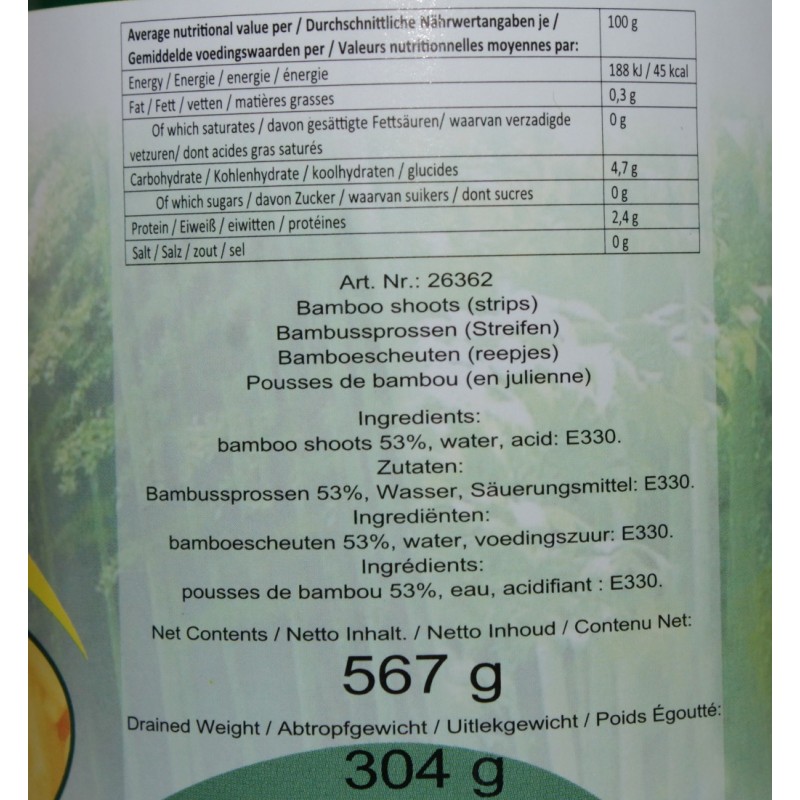 Average nutritional value per / Durchschnittliche Nährwertangaben je / 100 g
Gemiddelde voedingswaarden per / Valeurs nutritionnelles moyennes par:
Energy / Energie / energie / énergie 188 kJ / 45 kcal
Fat / Fett / vetten / matières grasses 0,3 g
Of which saturates / davon gesättigte Fettsäuren/ waarvan verzadigde 0 g
vetzuren/ dont acides gras saturés
Carbohydrate / Kohlenhydrate / koolhydraten / glucides 4,7 g
Of which sugars / davon Zucker / waarvan suikers / dont sucres 0 g
Protein / Eiweiß / eiwitten / protéines 2,4 g
Salt / Salz / zout / sel 0 g
Art. Nr.: 26362
Bamboo shoots (strips)
Bambussprossen (Streifen)
Bamboescheuten (reepjes)
Pousses de bambou (en julienne)
Ingredients:
bamboo shoots 53%, water, acid: E330.
Zutaten:
Bambussprossen 53%, Wasser, Säuerungsmittel: E330.
Ingrediënten:
bamboescheuten 53%, water, voedingszuur: E330.
Ingrédients:
pousses de bambou 53%, eau, acidifiant : E330.
Net Contents / Netto Inhalt. / Netto Inhoud / Contenu Net:
567 g
Drained Weight / Abtropfgewicht / Uitlekgewicht / Poids Égoutté:
304 g